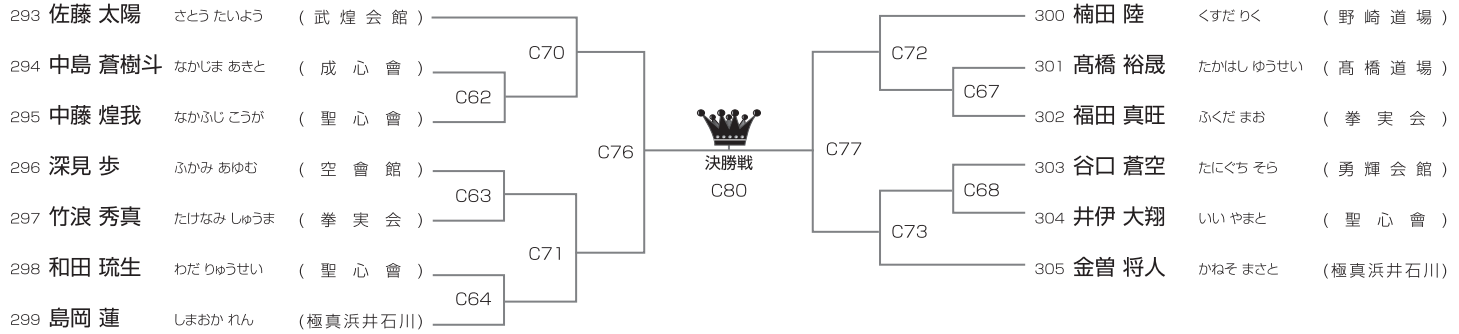 293 佐藤 太陽 さとう たいよう (武煌会館)
294 中島 蒼樹斗 なかじま あきと (成心會)
295 中藤 煌我 なかふじ こうが (聖心會)
296 深見 歩 ふかみ あゆむ (空會館)
297 竹浪 秀真 たけなみ しゅうま (拳実会)
298 和田 琉生 わだ りゅうせい (聖心會)
299 島岡 蓮 しまおか れん (極真浜井石川)
C70
C62
C76
C63
C71
C64
決勝戦
C80
C72
C67
C77
C68
C73
300 楠田 陸 くすだ りく (野崎道場)
301 髙橋 裕晟 たかはし ゆうせい (髙橋道場)
302 福田 真旺 ふくだ まお (拳実会)
303 谷口 蒼空 たにぐち そら (勇輝会館)
304 井伊 大翔 いい やまと (聖心會)
305 金曽 将人 かねそ まさと (極真浜井石川)